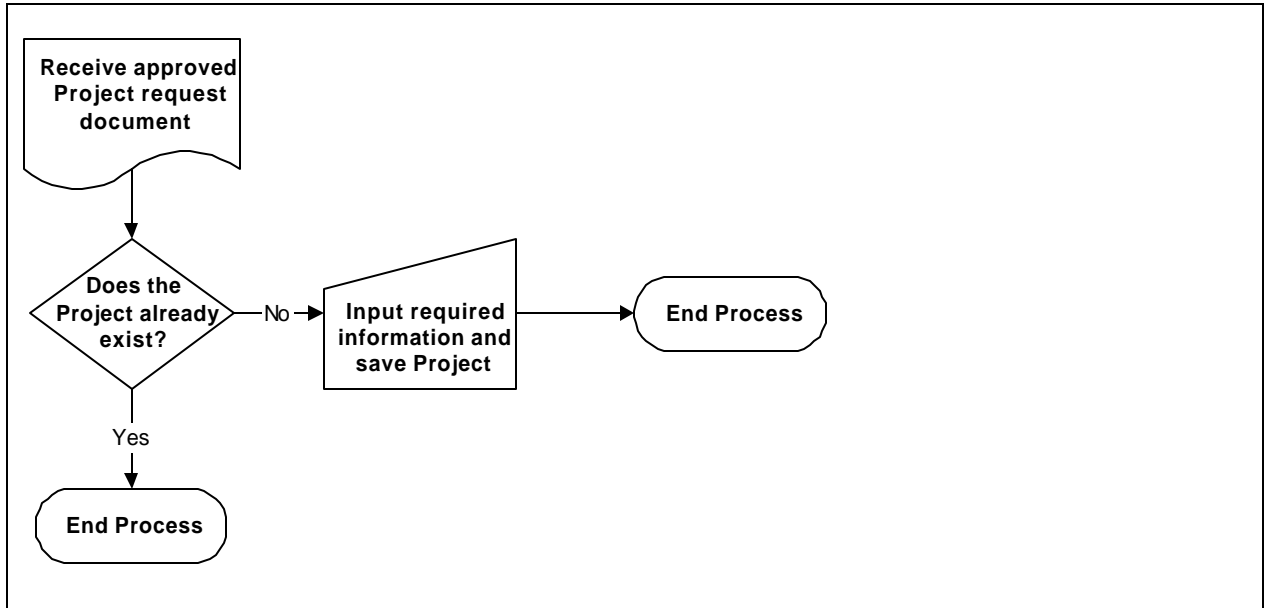 Receive approved
Project request
document
Does the
Project already
exist?
No
Input required
information and
save Project
End Process
Yes
End Process